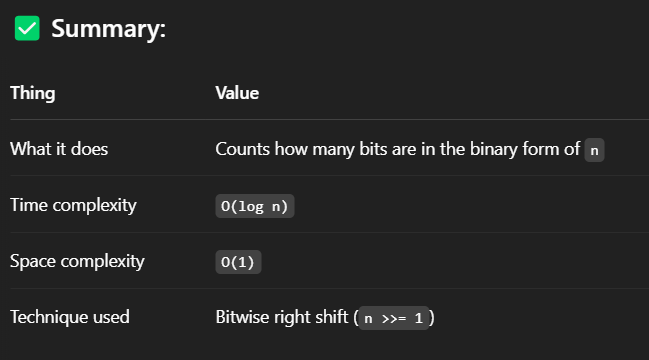 ✅ Summary:
Thing Value
What it does Counts how many bits are in the binary form of n
Time complexity O(log n)
Space complexity O(1)
Technique used Bitwise right shift (n >>= 1)